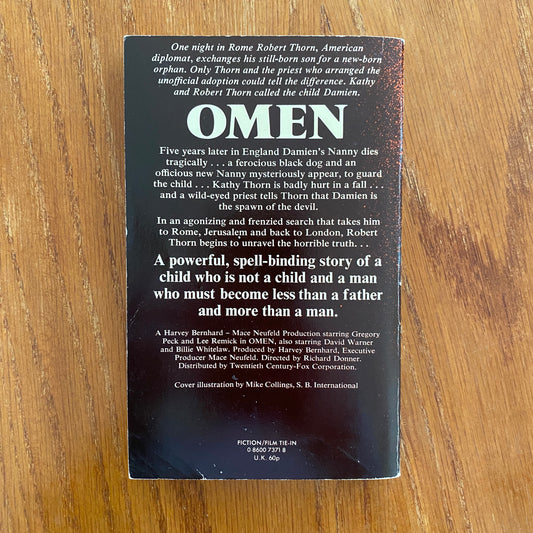 One night in Rome Robert Thorn, American
diplomat, exchanges his still-born son for a new-born
orphan. Only Thorn and the priest who arranged the
unofficial adoption could tell the difference. Kathy
and Robert Thorn called the child Damien.
OMEN
Five years later in England Damien's Nanny dies
tragically . . . a ferocious black dog and an
officious new Nanny mysteriously appear, to guard
the child . . . Kathy Thorn is badly hurt in a fall . . .
and a wild-eyed priest tells Thorn that Damien is
the spawn of the devil.
In an agonizing and frenzied search that takes him
to Rome, Jerusalem and back to London, Robert
Thorn begins to unravel the horrible truth. . .
A powerful, spell-binding story of a
child who is not a child and a man
who must become less than a father
and more than a man.
A Harvey Bernhard – Mace Neufeld Production starring Gregory
Peck and Lee Remick in OMEN, also starring David Warner
and Billie Whitelaw. Produced by Harvey Bernhard, Executive
Producer Mace Neufeld. Directed by Richard Donner.
Distributed by Twentieth Century-Fox Corporation.
Cover illustration by Mike Collings, S. B. International
FICTION/FILM TIE-IN
0 8600 7371 8
U.K. 60p